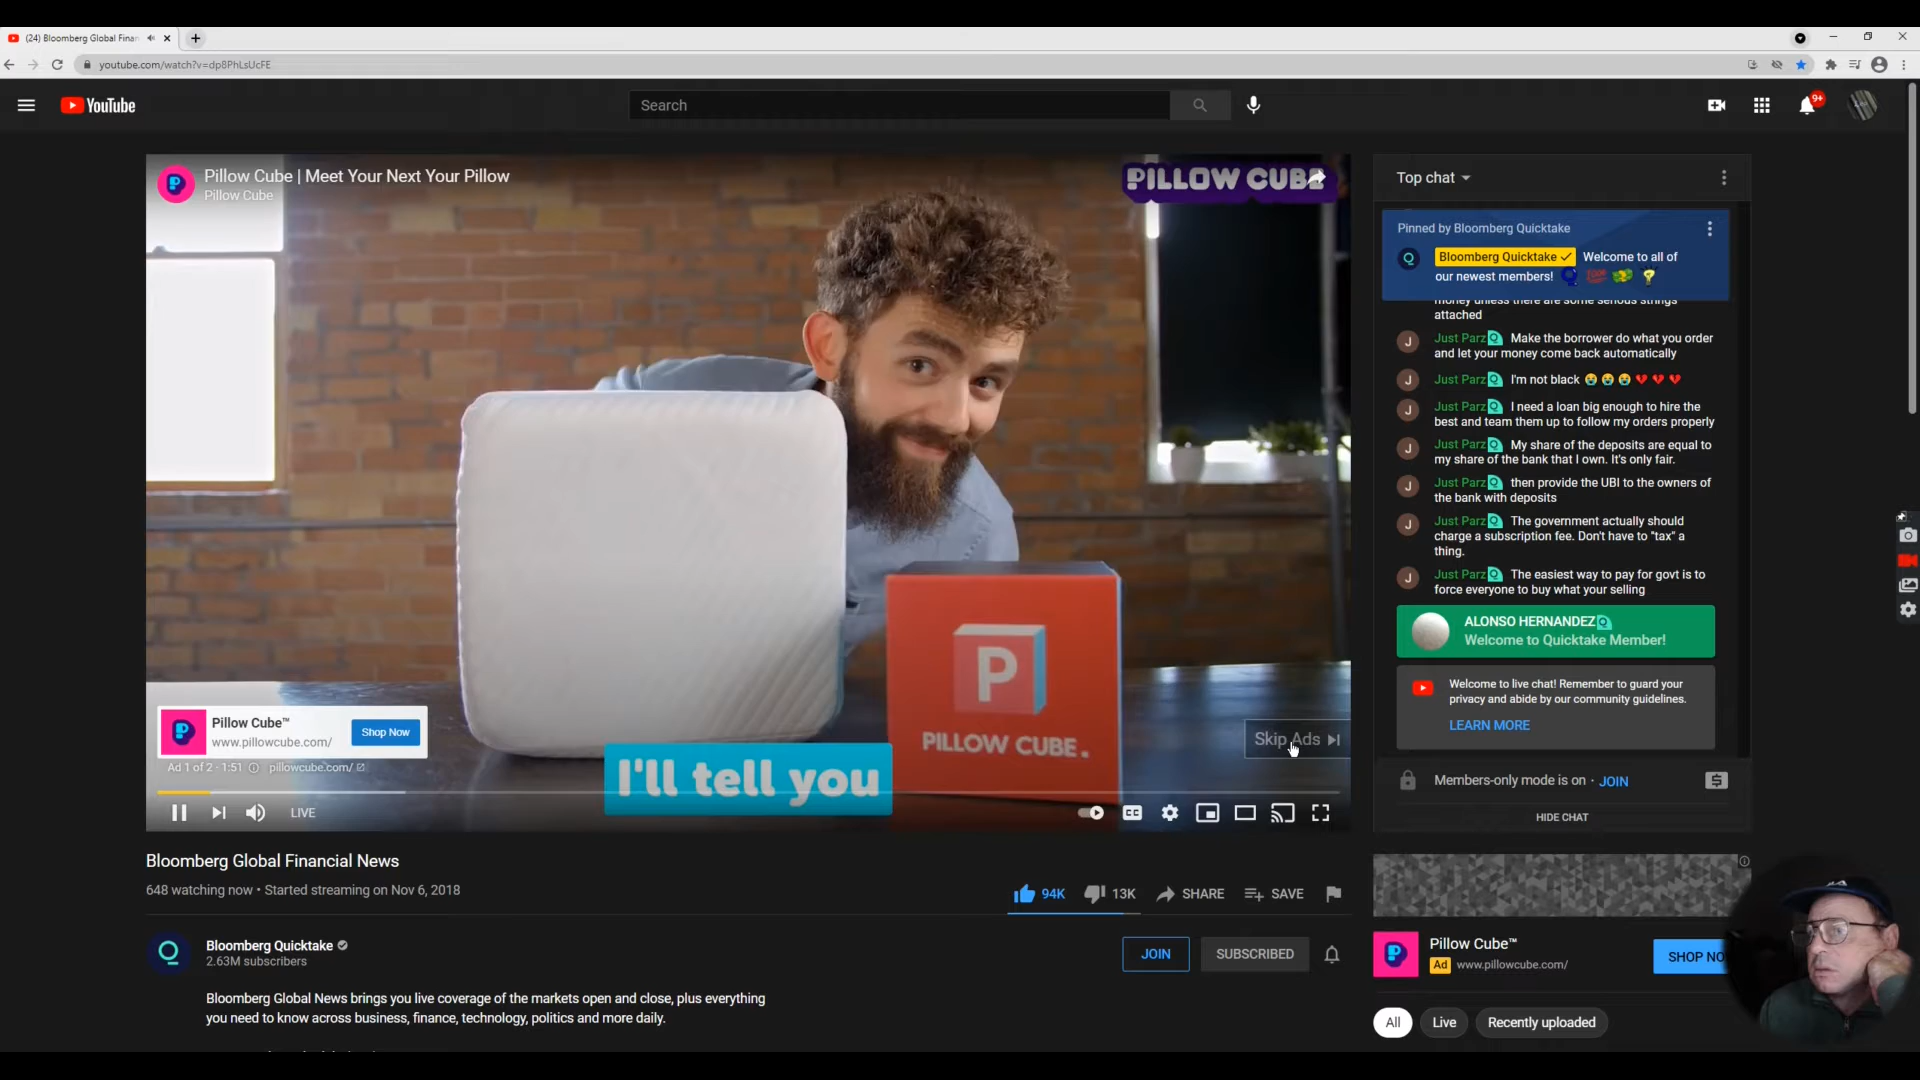 (24) Bloomberg Global Finan
youtube.com/watch?v=dp8PhLsUcFE
YouTube
Search
9+
Pillow Cube | Meet Your Next Your Pillow
Pillow Cube
PILLOW CUBE
P
PILLOW CUBE.
Pillow Cube™
www.pillowcube.com/
Shop Now
Ad 1 of 2 · 1:51 pillowcube.com/
I'll tell you
Skip Ads
LIVE
CC
Bloomberg Global Financial News
648 watching now • Started streaming on Nov 6, 2018
94K
13K
SHARE
SAVE
Bloomberg Quicktake
2.63M subscribers
JOIN
SUBSCRIBED
Bloomberg Global News brings you live coverage of the markets open and close, plus everything
you need to know across business, finance, technology, politics and more daily.
Top chat
Pinned by Bloomberg Quicktake
Bloomberg Quicktake Welcome to all of
our newest members!
money unless there are some serious strings
attached
J Just Parz Make the borrower do what you order
and let your money come back automatically
J Just Parz I'm not black
J Just Parz I need a loan big enough to hire the
best and team them up to follow my orders properly
J Just Parz My share of the deposits are equal to
my share of the bank that I own. It's only fair.
J Just Parz then provide the UBI to the owners of
the bank with deposits
J Just Parz The government actually should
charge a subscription fee. Don't have to "tax" a
thing.
J Just Parz The easiest way to pay for govt is to
force everyone to buy what your selling
ALONSO HERNANDEZ
Welcome to Quicktake Member!
Welcome to live chat! Remember to guard your
privacy and abide by our community guidelines.
LEARN MORE
Members-only mode is on · JOIN
HIDE CHAT
Pillow Cube™
Ad www.pillowcube.com/
SHOP NO
All
Live
Recently uploaded